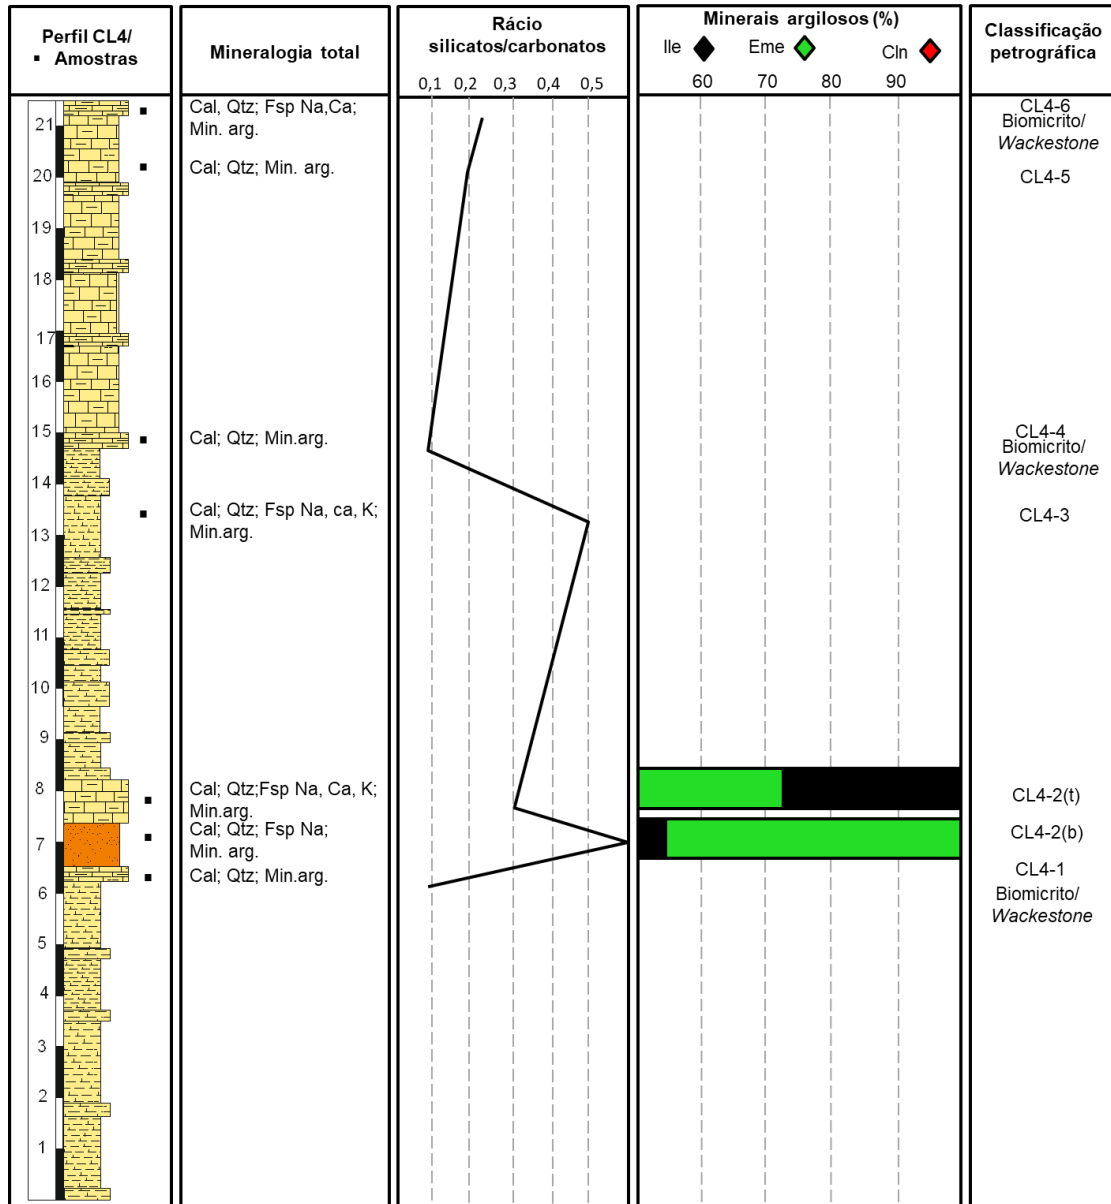 Perfil CL4/
▪ Amostras
Mineralogia total
Rácio
silicatos/carbonatos
0,1 0,2 0,3 0,4 0,5
Minerais argilosos (%)
Ile Eme Cln
60 70 80 90
Classificação
petrográfica
21
20
19
18
17
16
15
14
13
12
11
10
9
8
7
6
5
4
3
2
1
Cal, Qtz; Fsp Na,Ca;
Min. arg.
Cal; Qtz; Min. arg.
Cal; Qtz; Min.arg.
Cal; Qtz; Fsp Na, ca, K;
Min.arg.
Cal; Qtz;Fsp Na, Ca, K;
Min.arg.
Cal; Qtz; Fsp Na;
Min. arg.
Cal; Qtz; Min.arg.
CL4-6
Biomicrito/
Wackestone
CL4-5
CL4-4
Biomicrito/
Wackestone
CL4-3
CL4-2(t)
CL4-2(b)
CL4-1
Biomicrito/
Wackestone